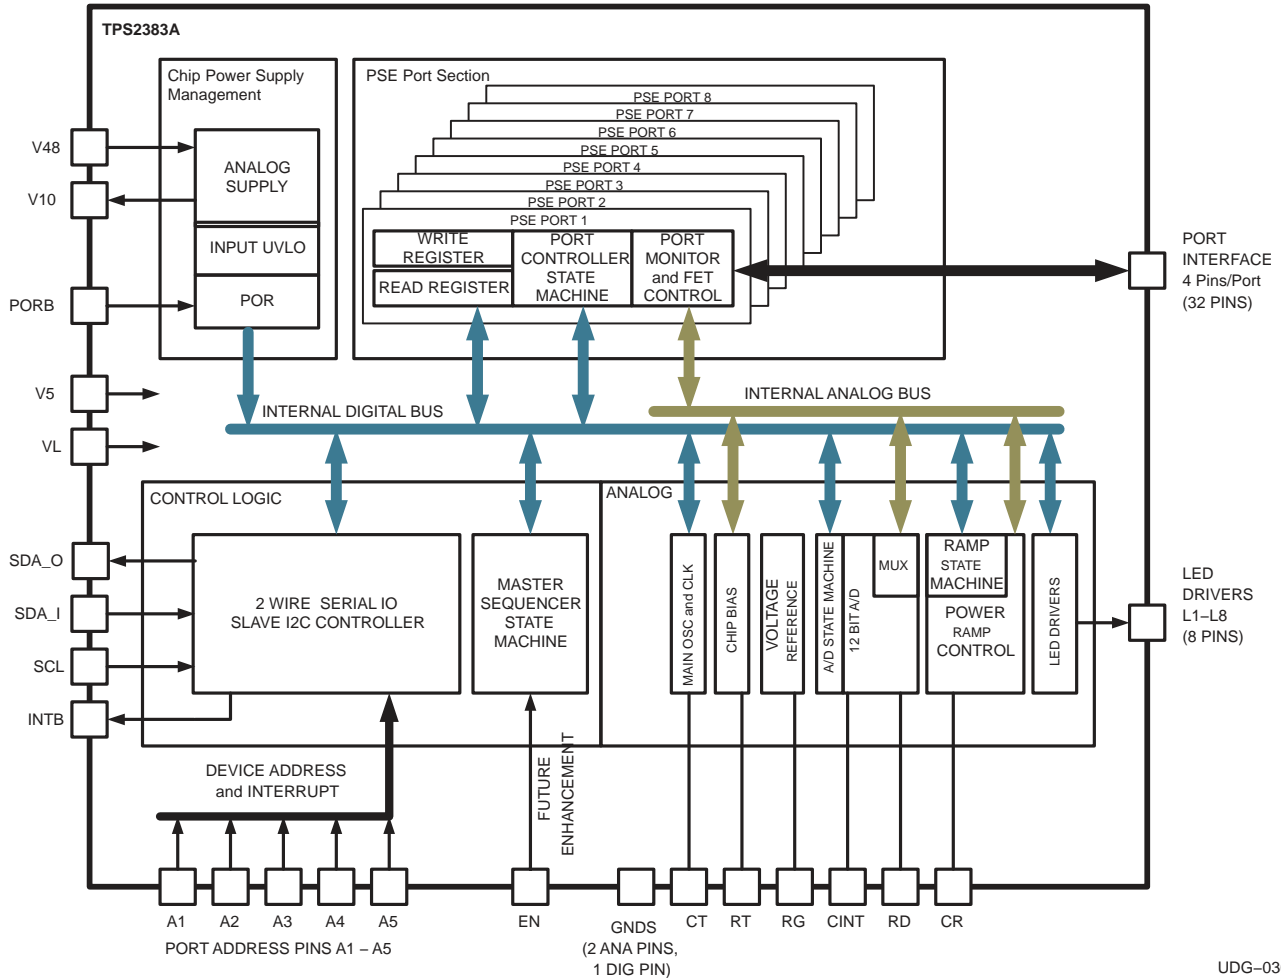 TPS2383A
Chip Power Supply
Management
ANALOG
SUPPLY
INPUT UVLO
POR
PSE Port Section
PSE PORT 8
PSE PORT 7
PSE PORT 6
PSE PORT 5
PSE PORT 4
PSE PORT 3
PSE PORT 2
PSE PORT 1
WRITE
REGISTER
READ REGISTER
PORT
CONTROLLER
STATE
MACHINE
PORT
MONITOR
and FET
CONTROL
V48
V10
PORB
V5
VL
SDA_O
SDA_I
SCL
INTB
PORT
INTERFACE
4 Pins/Port
(32 PINS)
INTERNAL DIGITAL BUS
INTERNAL ANALOG BUS
CONTROL LOGIC
2 WIRE SERIAL IO
SLAVE I2C CONTROLLER
MASTER
SEQUENCER
STATE
MACHINE
ANALOG
MAIN OSC and CLK
CHIP BIAS
VOLTAGE
REFERENCE
A/D STATE MACHINE
12 BIT A/D
MUX
RAMP
STATE
MACHINE
POWER
RAMP
CONTROL
LED DRIVERS
LED
DRIVERS
L1–L8
(8 PINS)
DEVICE ADDRESS
and INTERRUPT
FUTURE
ENHANCEMENT
A1
A2
A3
A4
A5
EN
GNDS
(2 ANA PINS,
1 DIG PIN)
CT
RT
RG
CINT
RD
CR
PORT ADDRESS PINS A1 – A5
UDG–03